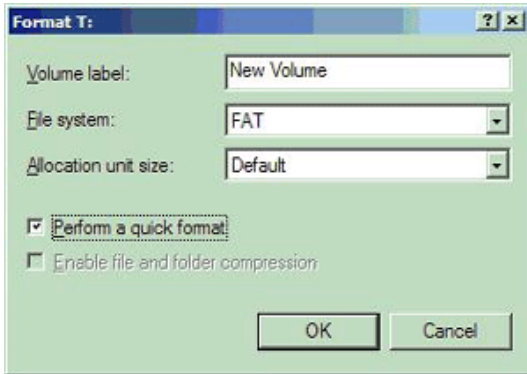 Format T:
Volume label: New Volume
File system: FAT
Allocation unit size: Default
Perform a quick format
Enable file and folder compression
OK Cancel